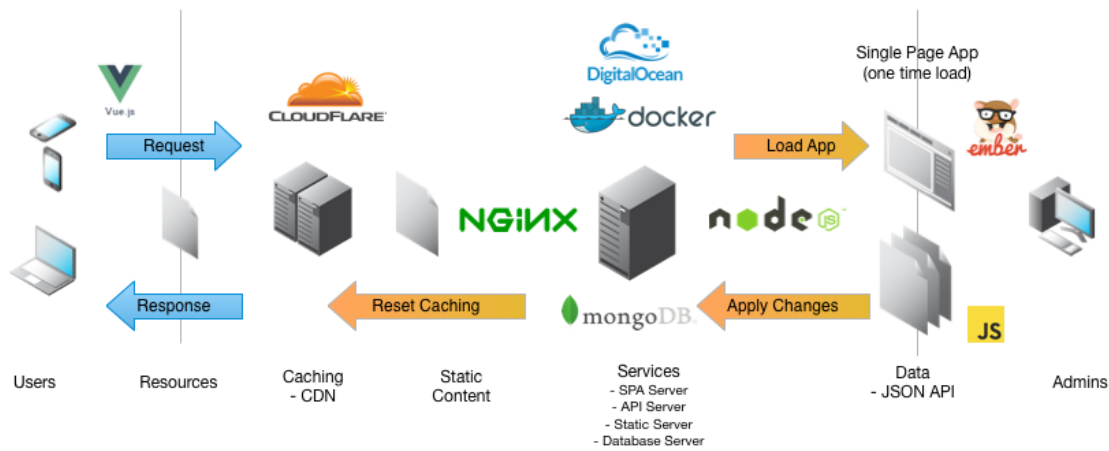 Vue.js
Request
Response
CLOUDFLARE
DigitalOcean
docker
NGiNX
node
JS
mongoDB
Reset Caching
Load App
Apply Changes
Single Page App
(one time load)
ember
JS
Users
Resources
Caching
- CDN
Static
Content
Services
- SPA Server
- API Server
- Static Server
- Database Server
Data
- JSON API
Admins